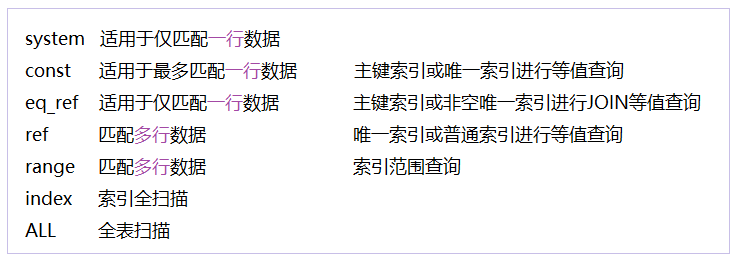 system 适用于仅匹配一行数据
const 适用于最多匹配一行数据 主键索引或唯一索引进行等值查询
eq_ref 适用于仅匹配一行数据 主键索引或非空唯一索引进行JOIN等值查询
ref 匹配多行数据 唯一索引或普通索引进行等值查询
range 匹配多行数据 索引范围查询
index 索引全扫描
ALL 全表扫描